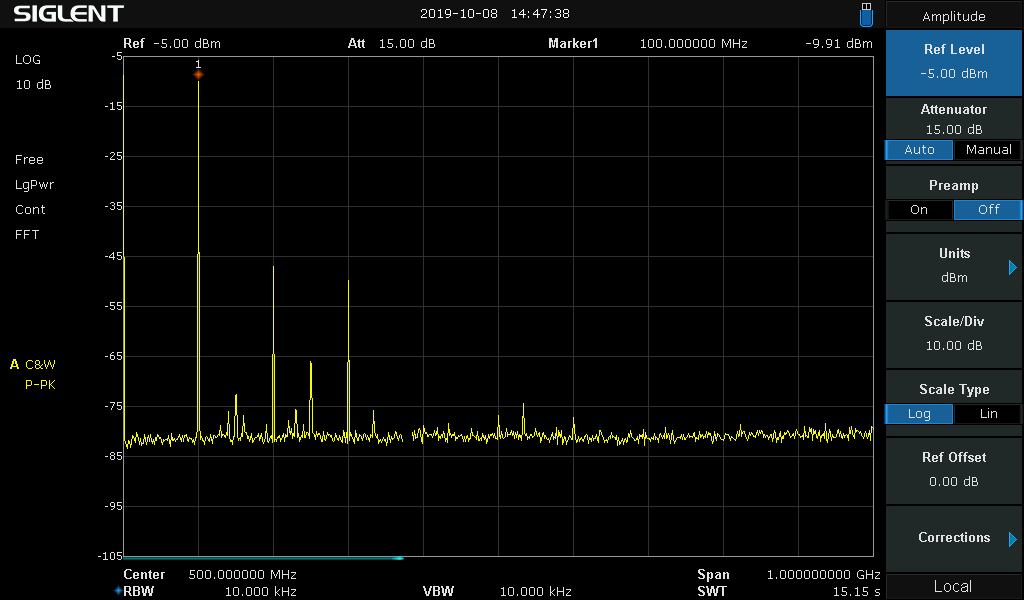 SIGLENT 2019-10-08 14:47:38 Amplitude
Ref -5.00 dBm Att 15.00 dB Marker1 100.000000 MHz -9.91 dBm
LOG
10 dB
Free
LgPwr
Cont
FFT
A C&W
P-PK
-5
-15
-25
-35
-45
-55
-65
-75
-85
-95
-105
1
Center 500.000000 MHz Span 1.000000000 GHz
RBW 10.000 kHz VBW 10.000 kHz SWT 15.15 s
Ref Level
-5.00 dBm
Attenuator
15.00 dB
Auto Manual
Preamp
On Off
Units
dBm
Scale/Div
10.00 dB
Scale Type
Log Lin
Ref Offset
0.00 dB
Corrections
Local